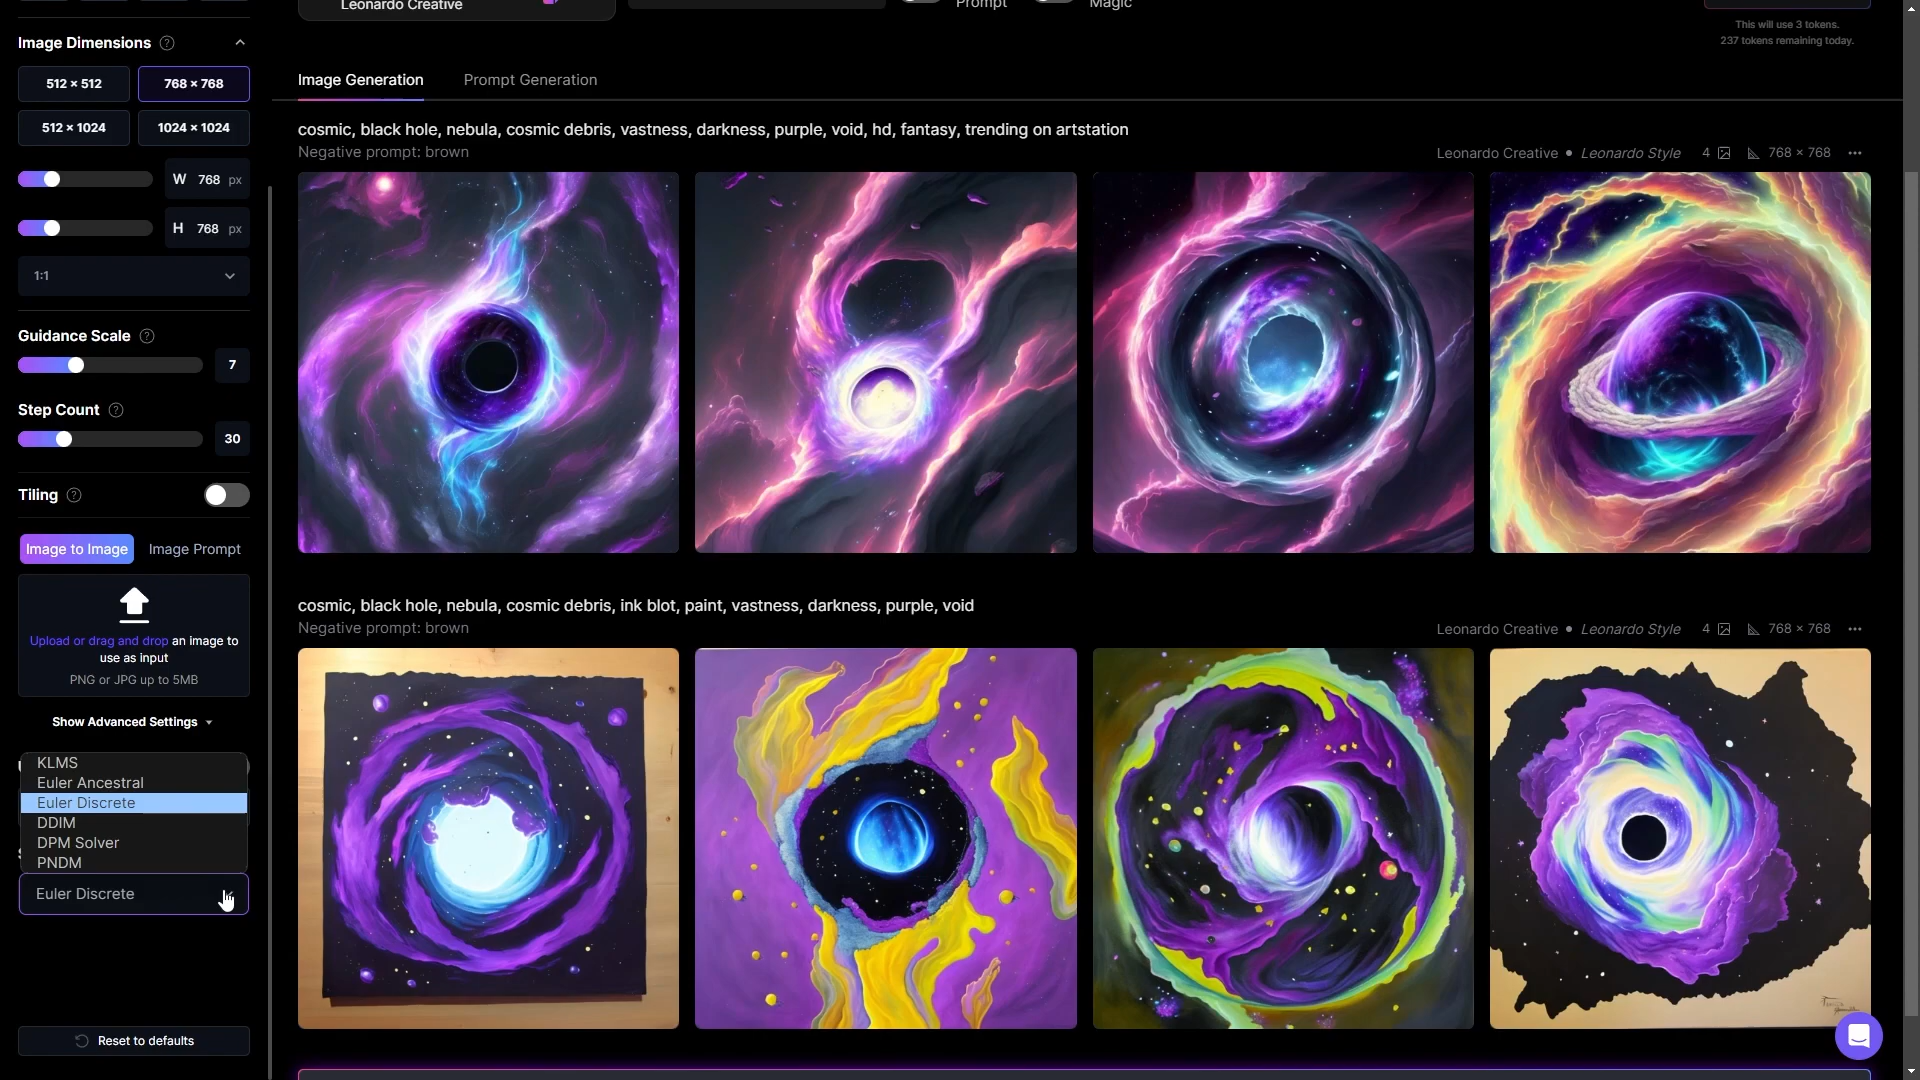 Leonardo Creative
Prompt
Magic
This will use 3 tokens.
237 tokens remaining today.
Image Dimensions
512 × 512
768 × 768
512 × 1024
1024 × 1024
W 768 px
H 768 px
1:1
Guidance Scale
7
Step Count
30
Tiling
Image to Image
Image Prompt
Upload or drag and drop an image to
use as input
PNG or JPG up to 5MB
Show Advanced Settings
KLMS
Euler Ancestral
Euler Discrete
DDIM
DPM Solver
PNDM
Euler Discrete
Reset to defaults
Image Generation
Prompt Generation
cosmic, black hole, nebula, cosmic debris, vastness, darkness, purple, void, hd, fantasy, trending on artstation
Negative prompt: brown
Leonardo Creative • Leonardo Style 4 768 × 768
cosmic, black hole, nebula, cosmic debris, ink blot, paint, vastness, darkness, purple, void
Negative prompt: brown
Leonardo Creative • Leonardo Style 4 768 × 768